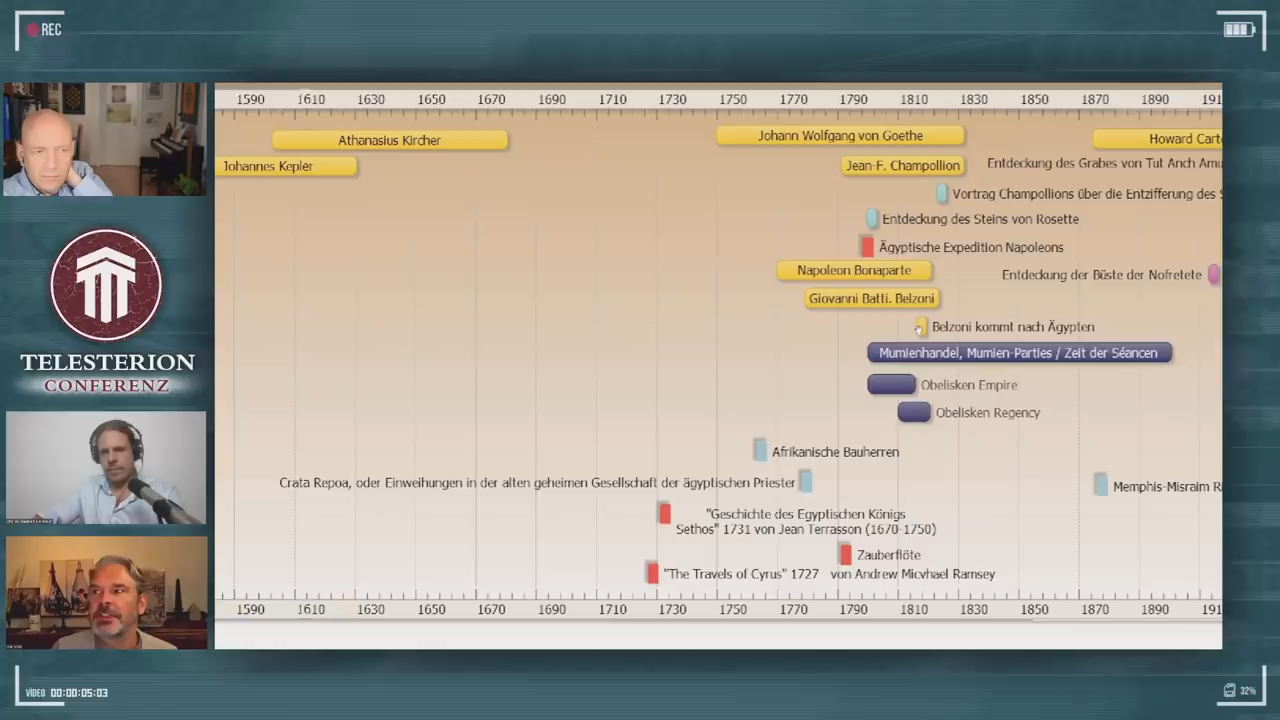 REC
1590 1610 1630 1650 1670 1690 1710 1730 1750 1770 1790 1810 1830 1850 1870 1890 191
Athanasius Kircher
Johann Wolfgang von Goethe
Howard Carte
Johannes Kepler
Jean-F. Champollion
Entdeckung des Grabes von Tut Anch Amu
Vortrag Champollions über die Entzifferung des S
Entdeckung des Steins von Rosette
Ägyptische Expedition Napoleons
Napoleon Bonaparte
Entdeckung der Büste der Nofretete
Giovanni Batti. Belzoni
Belzoni kommt nach Ägypten
Mumienhandel, Mumien-Parties / Zeit der Séancen
Obelisken Empire
Obelisken Regency
Afrikanische Bauherren
Crata Repoa, oder Einweihungen in der alten geheimen Gesellschaft der ägyptischen Priester
Memphis-Misraim Ri
"Geschichte des Egyptischen Königs
Sethos" 1731 von Jean Terrasson (1670-1750)
Zauberflöte
"The Travels of Cyrus" 1727 von Andrew Micvhael Ramsey
1590 1610 1630 1650 1670 1690 1710 1730 1750 1770 1790 1810 1830 1850 1870 1890 191
TELESTERION
CONFERENZ
VÍDEO 00:00:05:03
32%